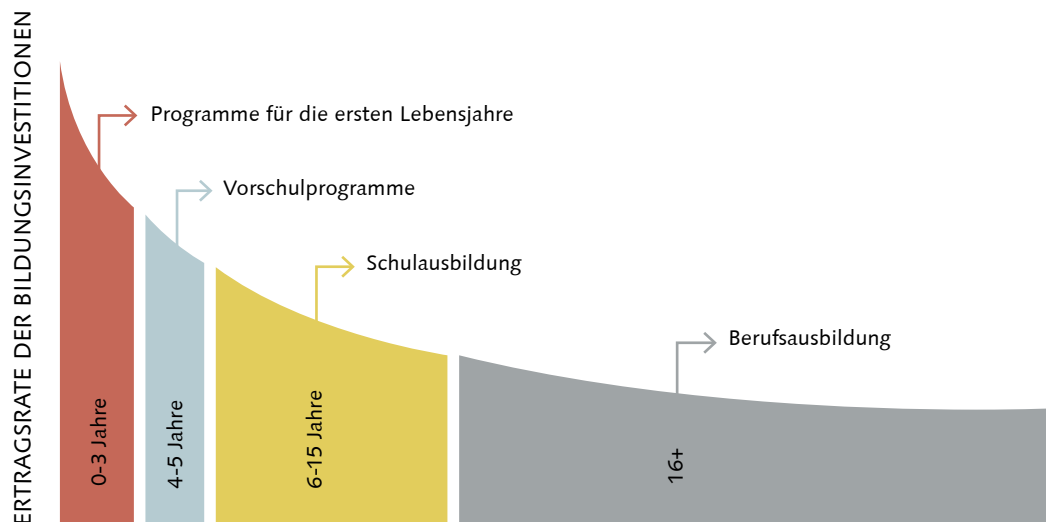 ERTRAGSRATE DER BILDUNGSINVESTITIONEN
Programme für die ersten Lebensjahre
Vorschulprogramme
Schulausbildung
Berufsausbildung
0-3 Jahre
4-5 Jahre
6-15 Jahre
16+